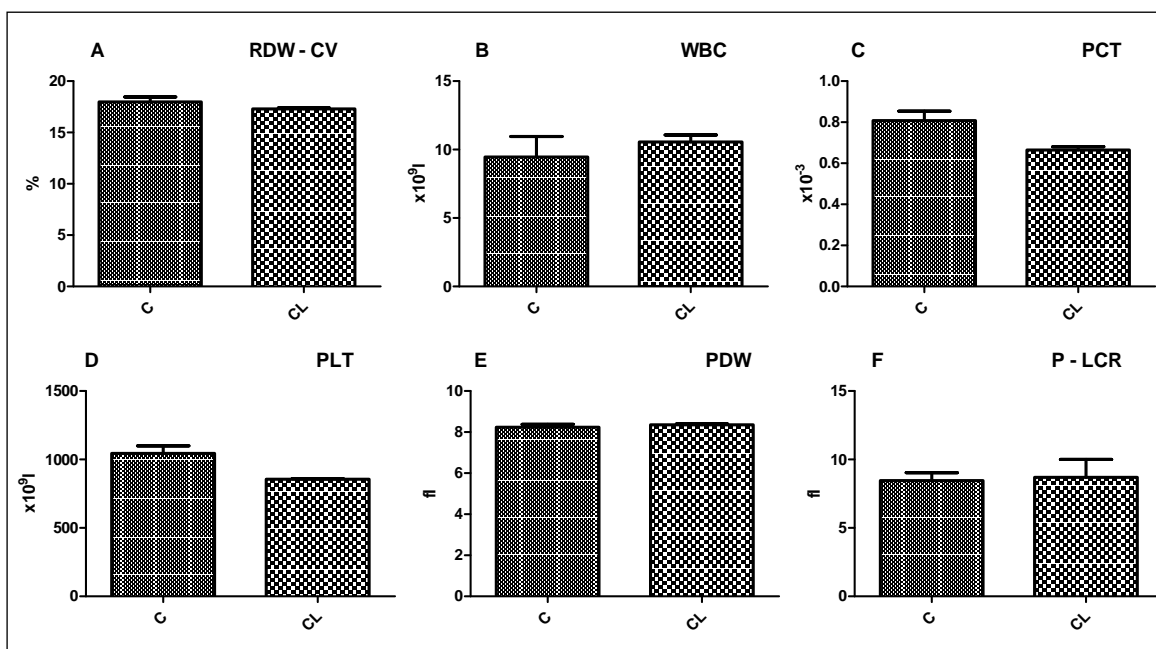 A RDW - CV
20
15
10
5
0
%
C CL
B WBC
15
10
5
0
x10⁹l
C CL
C PCT
1.0
0.8
0.6
0.4
0.2
0.0
x10⁻³
C CL
D PLT
1500
1000
500
0
x10⁹l
C CL
E PDW
10
8
6
4
2
0
fl
C CL
F P - LCR
15
10
5
0
fl
C CL